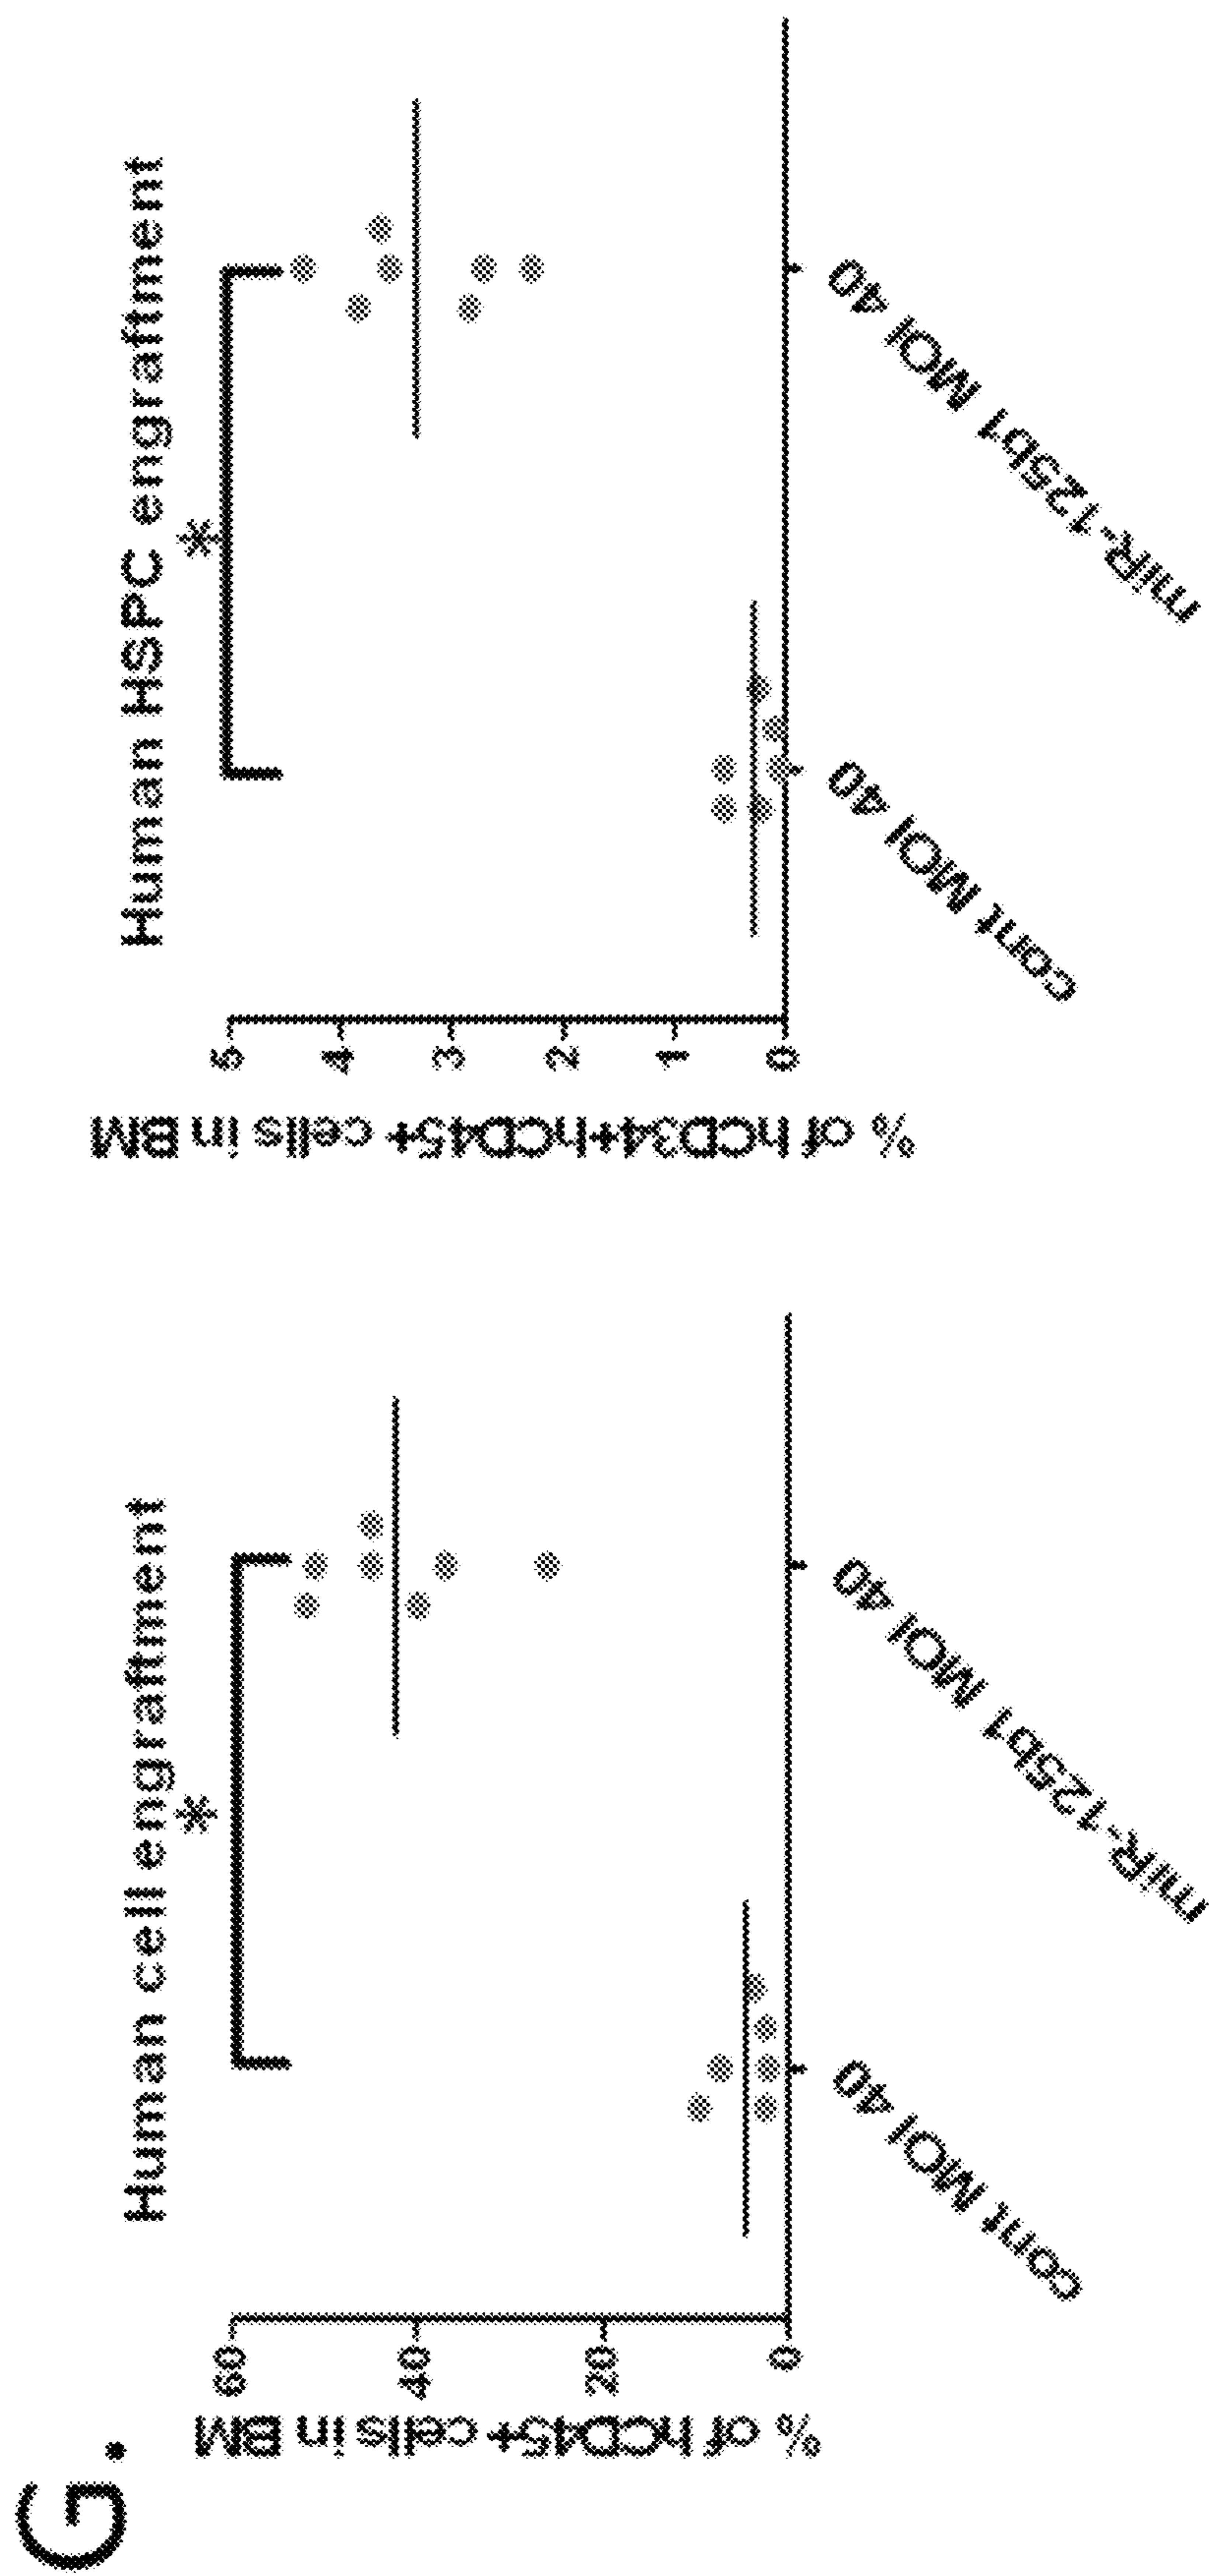 G.
Human cell engraftment
*
% of hCD45+ cells in BM
60
40
20
0
cont MOI 40
miR-125b1 MOI 40
Human HSPC engraftment
*
% of hCD34+hCD45+ cells in BM
5
4
3
2
1
0
cont MOI 40
miR-125b1 MOI 40